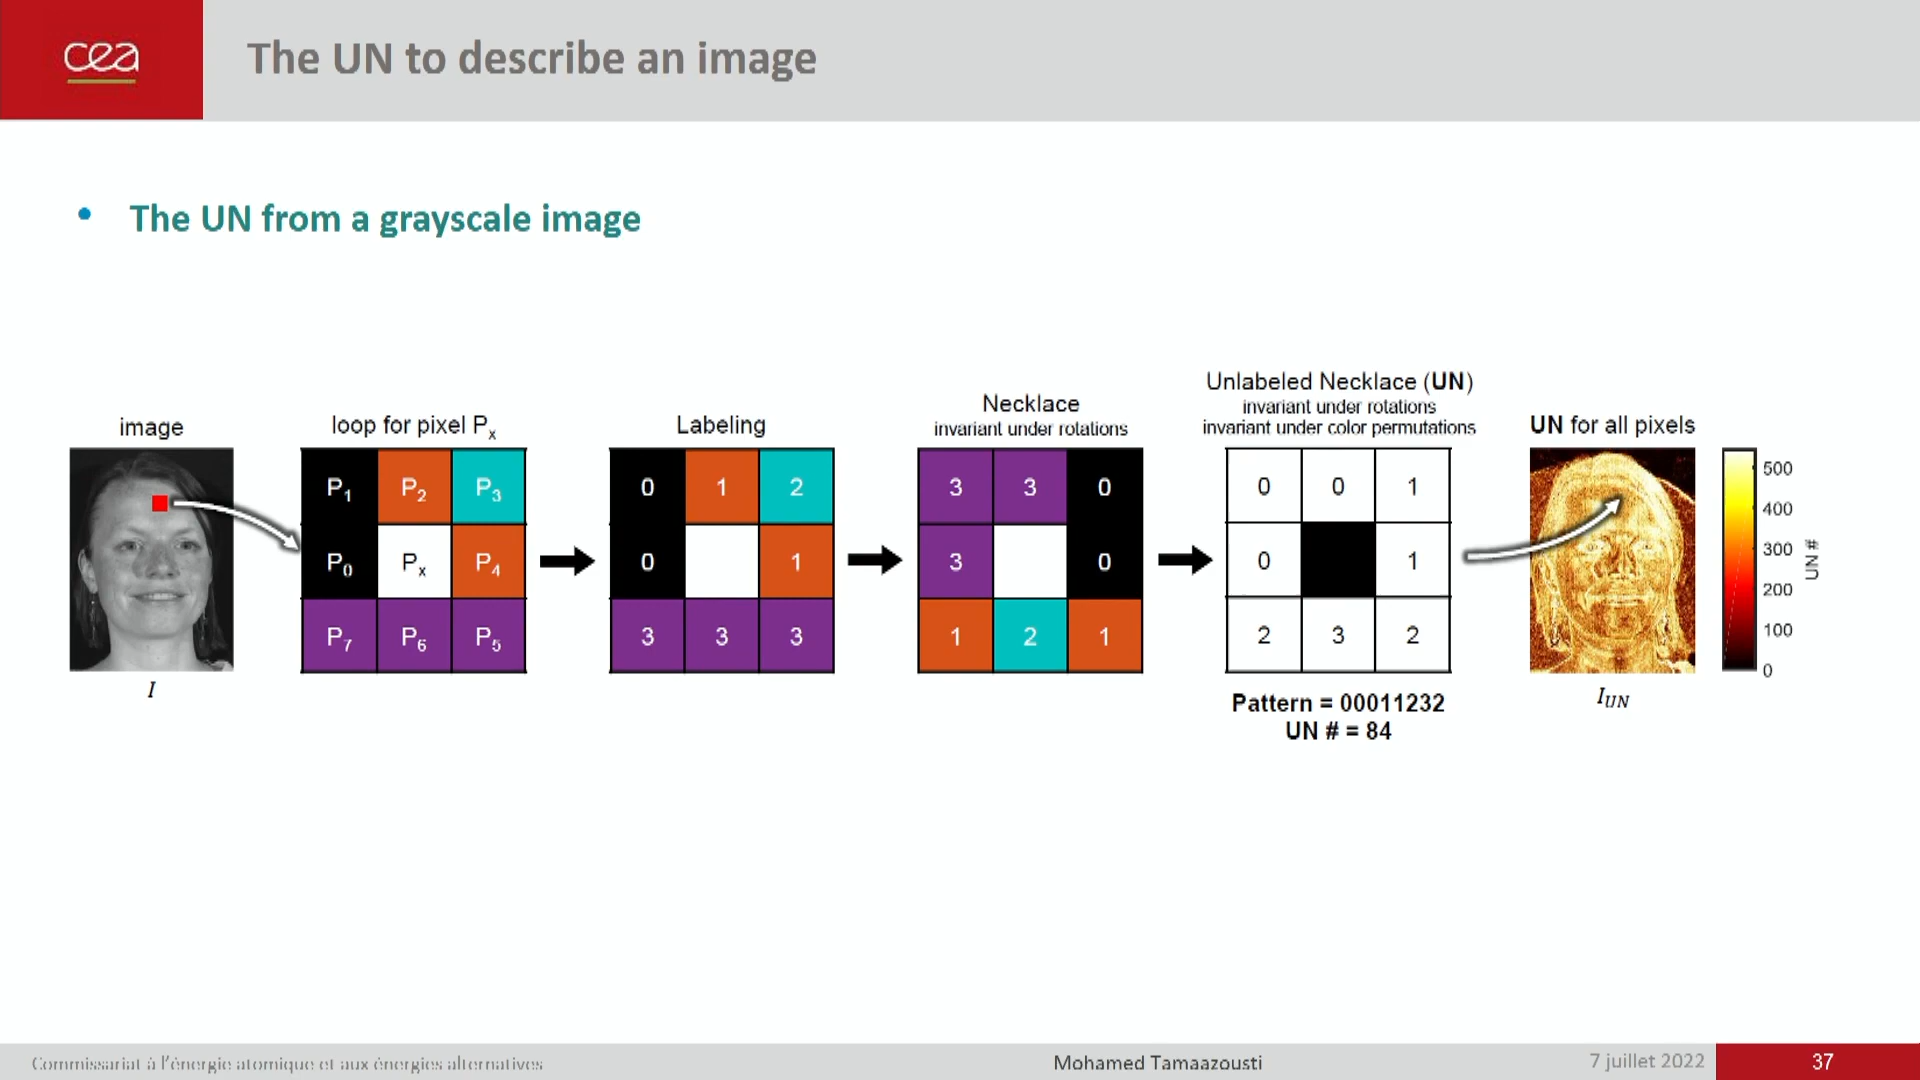 cea
The UN to describe an image
• The UN from a grayscale image
image
I
loop for pixel Px
P1 P2 P3
P0 Px P4
P7 P6 P5
Labeling
0 1 2
0 1
3 3 3
Necklace
invariant under rotations
3 3 0
3 0
1 2 1
Unlabeled Necklace (UN)
invariant under rotations
invariant under color permutations
0 0 1
0 1
2 3 2
Pattern = 00011232
UN # = 84
UN for all pixels
I_UN
500
400
300
200
100
0
UN #
Commissariat à l'énergie atomique et aux énergies alternatives
Mohamed Tamaazousti
7 juillet 2022
37